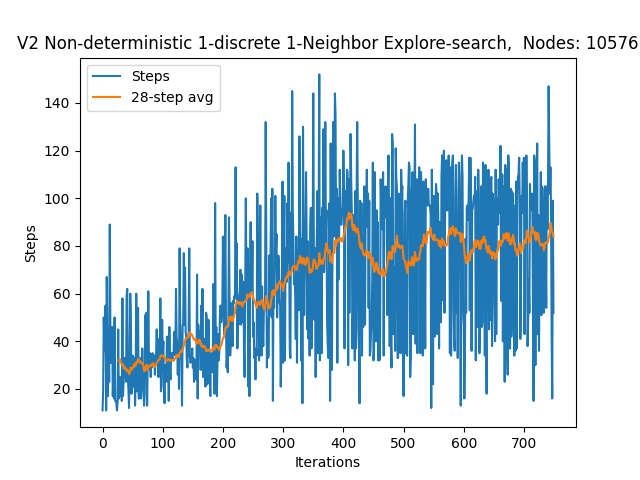 V2 Non-deterministic 1-discrete 1-Neighbor Explore-search,  Nodes: 10576
Steps
28-step avg
140
120
100
80
60
40
20
Steps
0 100 200 300 400 500 600 700
Iterations